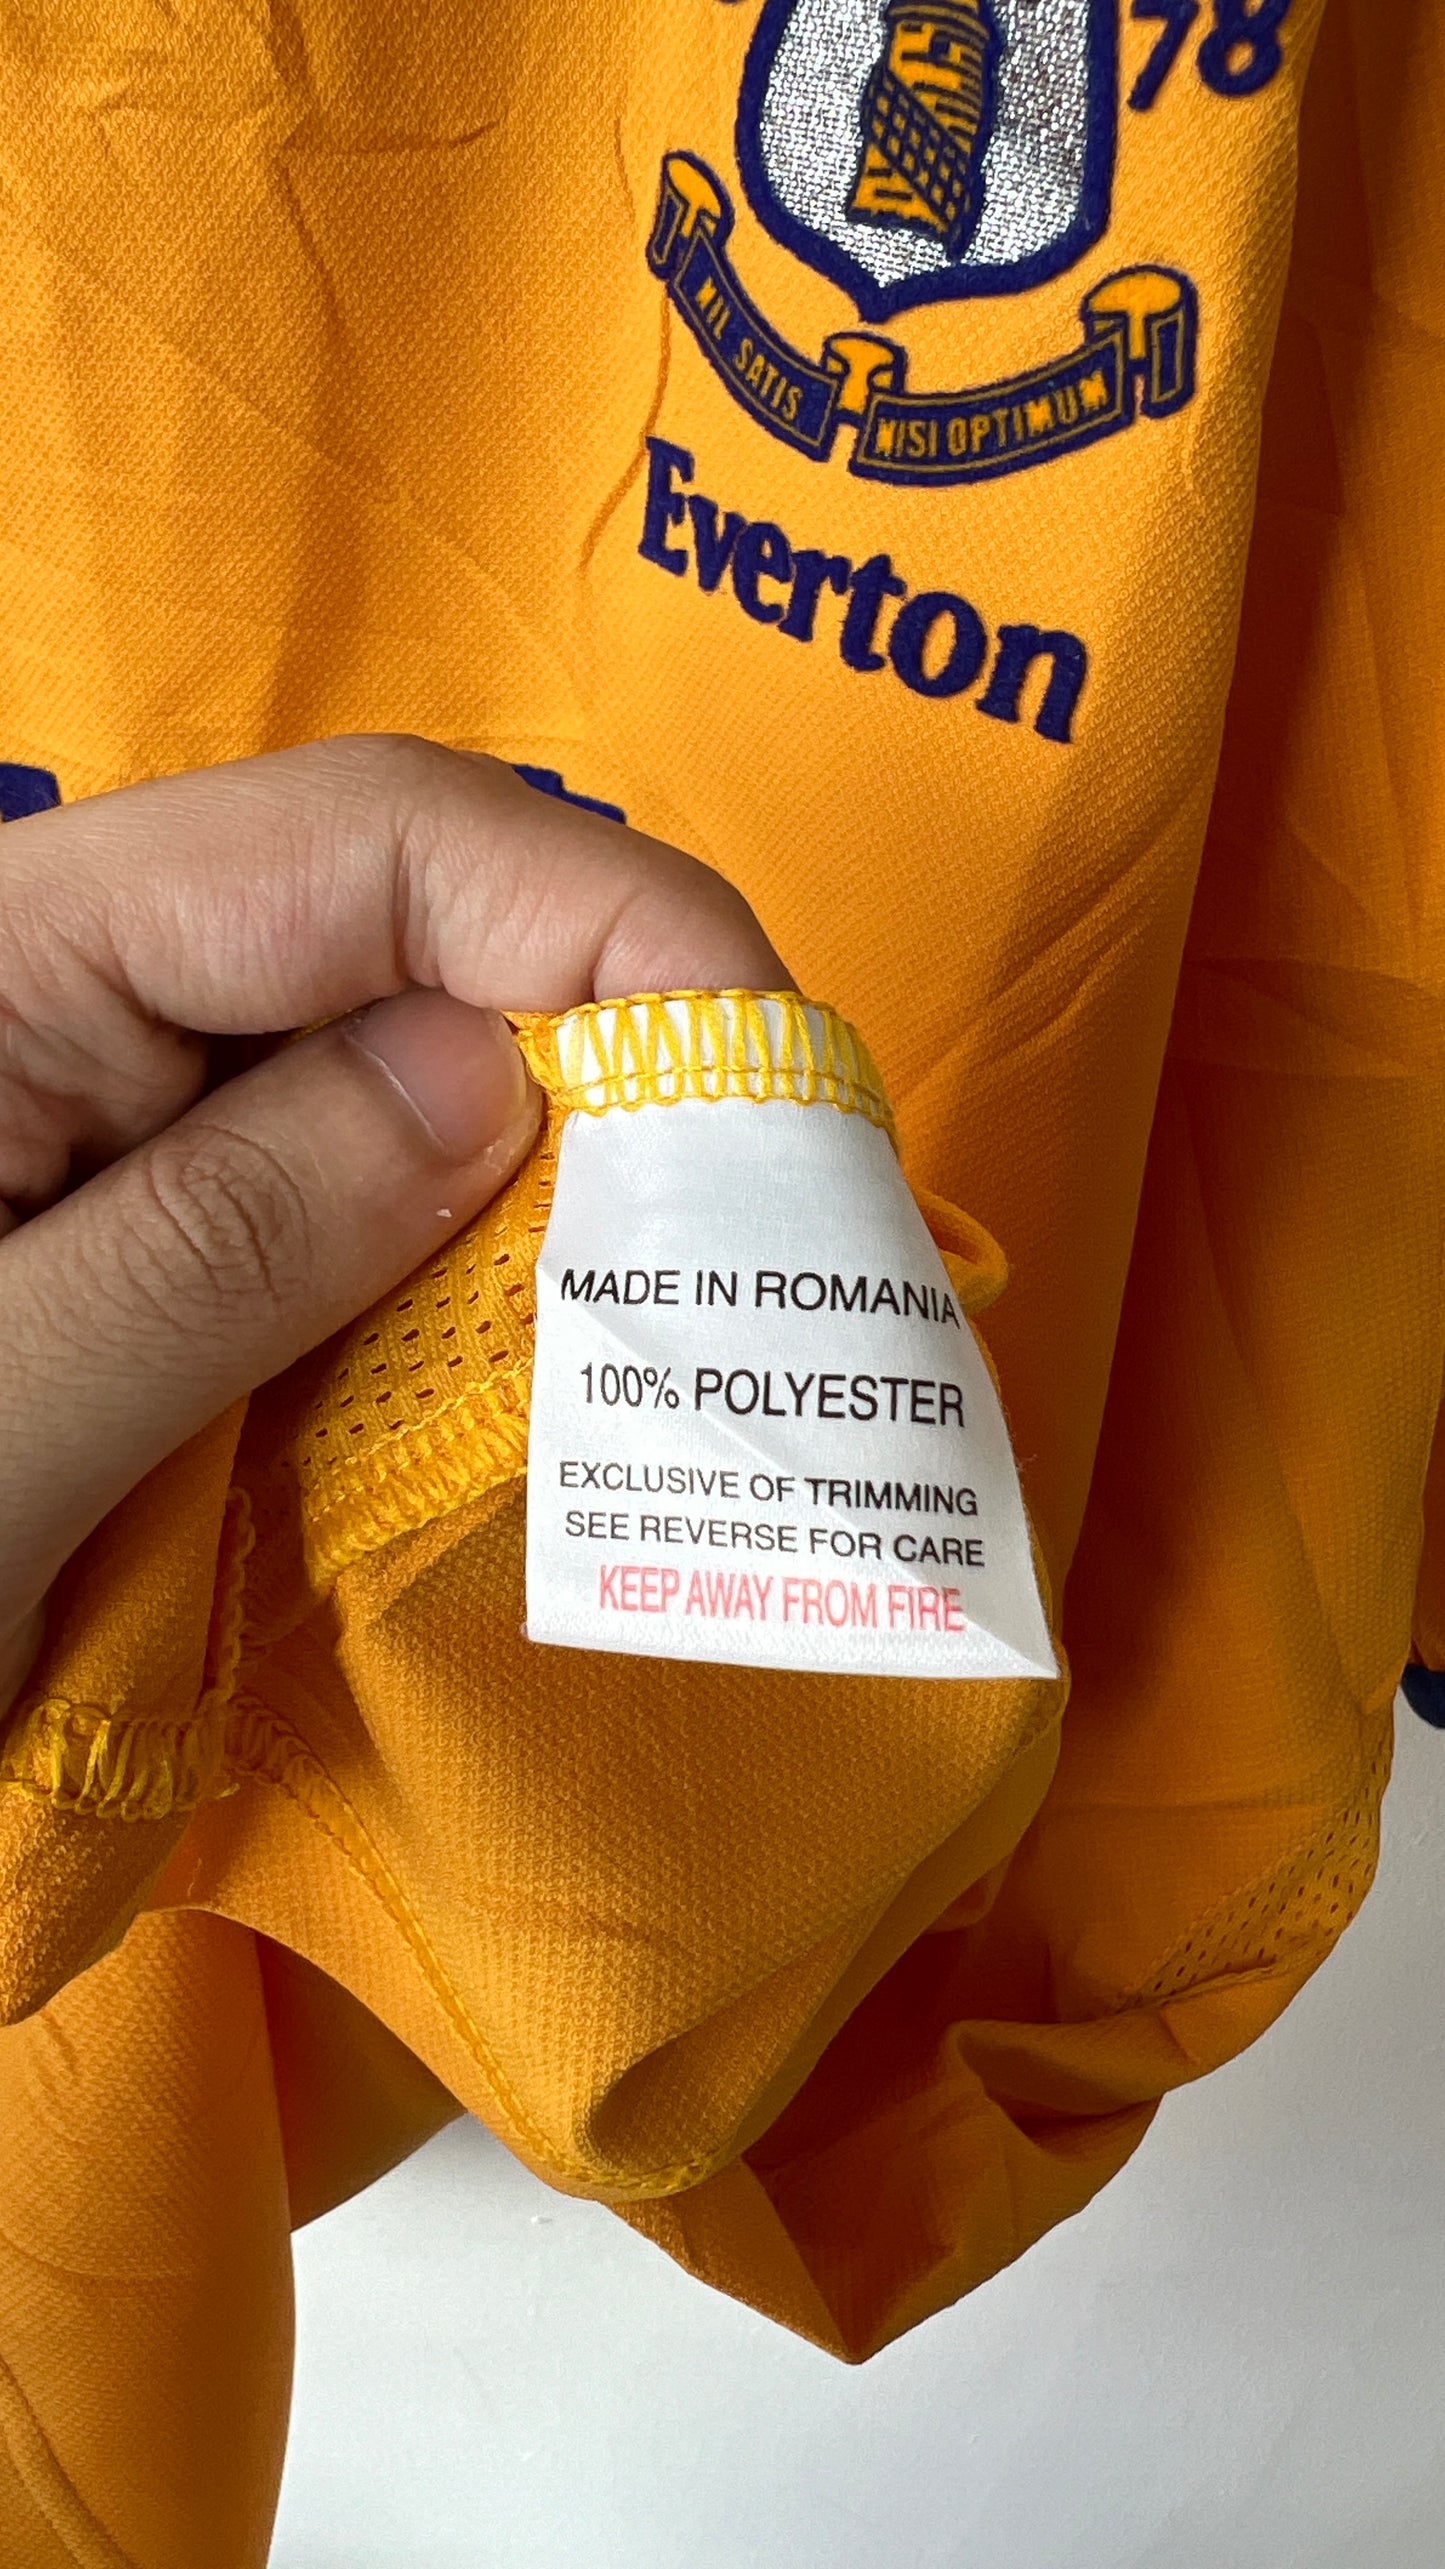 78
NIL SATIS
NISI OPTIMUM
Everton
MADE IN ROMANIA
100% POLYESTER
EXCLUSIVE OF TRIMMING
SEE REVERSE FOR CARE
KEEP AWAY FROM FIRE